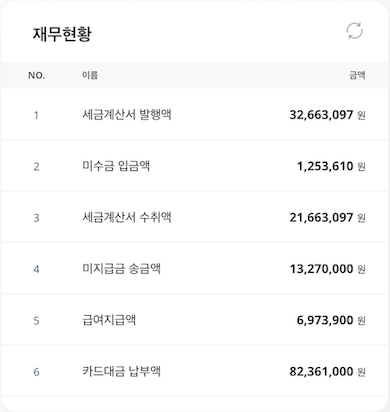 재무현황
NO. 이름 금액
1 세금계산서 발행액 32,663,097 원
2 미수금 입금액 1,253,610 원
3 세금계산서 수취액 21,663,097 원
4 미지급금 송금액 13,270,000 원
5 급여지급액 6,973,900 원
6 카드대금 납부액 82,361,000 원